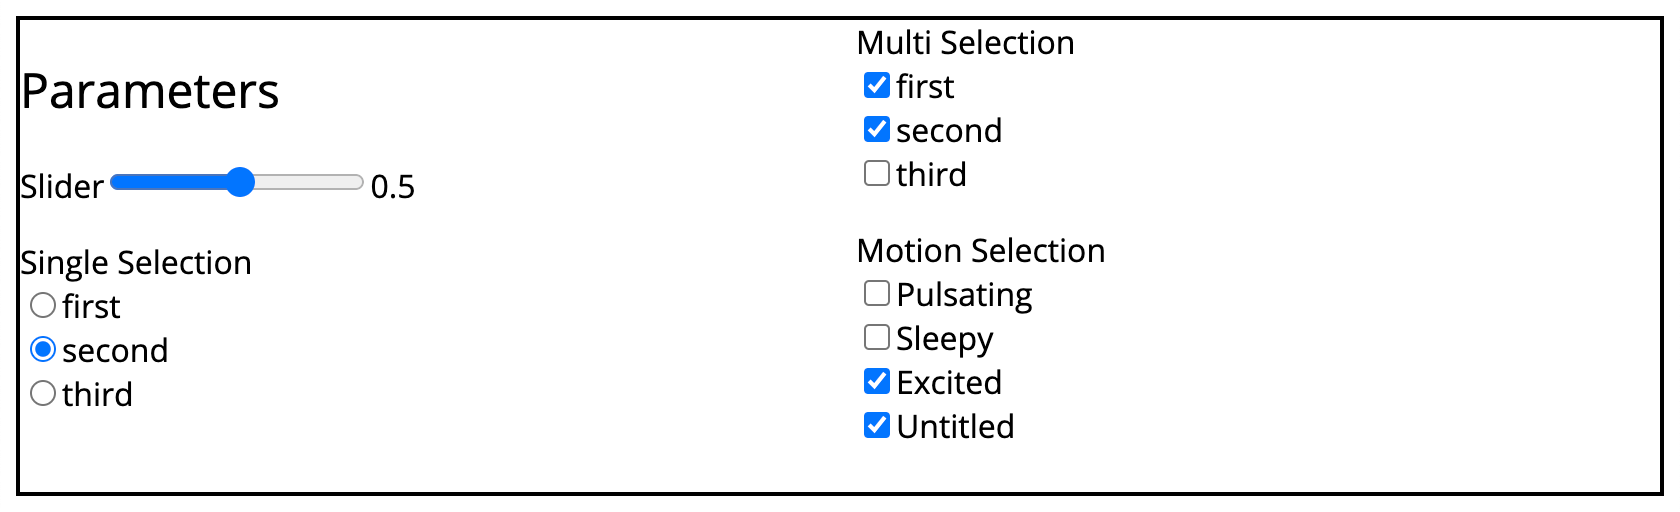 Parameters
Slider 0.5
Single Selection
first
second
third
Multi Selection
first
second
third
Motion Selection
Pulsating
Sleepy
Excited
Untitled